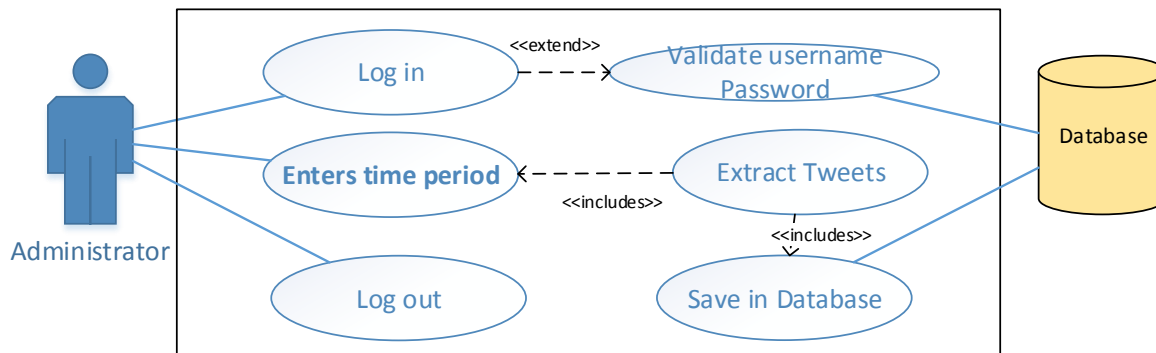 <<extend>>
Log in
Validate username
Password
Database
Enters time period
Extract Tweets
<<includes>>
Administrator
<<includes>>
Log out
Save in Database